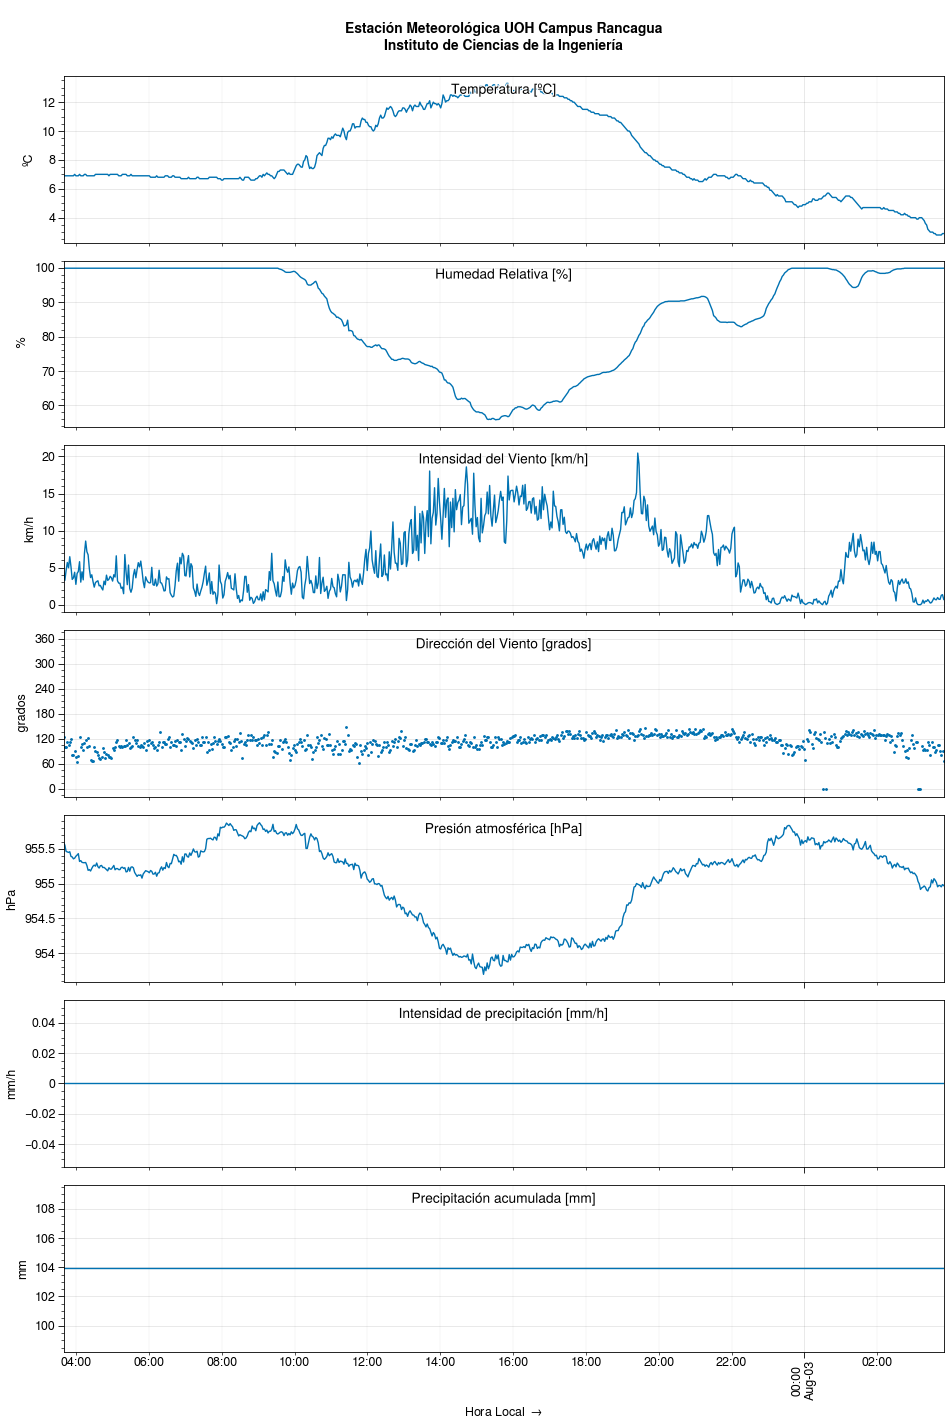 Estación Meteorológica UOH Campus Rancagua
Instituto de Ciencias de la Ingeniería
Temperatura [ºC]
12
10
8
6
4
ºC
Humedad Relativa [%]
100
90
80
70
60
%
Intensidad del Viento [km/h]
20
15
10
5
0
km/h
Dirección del Viento [grados]
360
300
240
180
120
60
0
grados
Presión atmosférica [hPa]
955.5
955
954.5
954
hPa
Intensidad de precipitación [mm/h]
0.04
0.02
0
−0.02
−0.04
mm/h
Precipitación acumulada [mm]
108
106
104
102
100
mm
04:00 06:00 08:00 10:00 12:00 14:00 16:00 18:00 20:00 22:00 00:00 02:00
Aug-03
Hora Local →